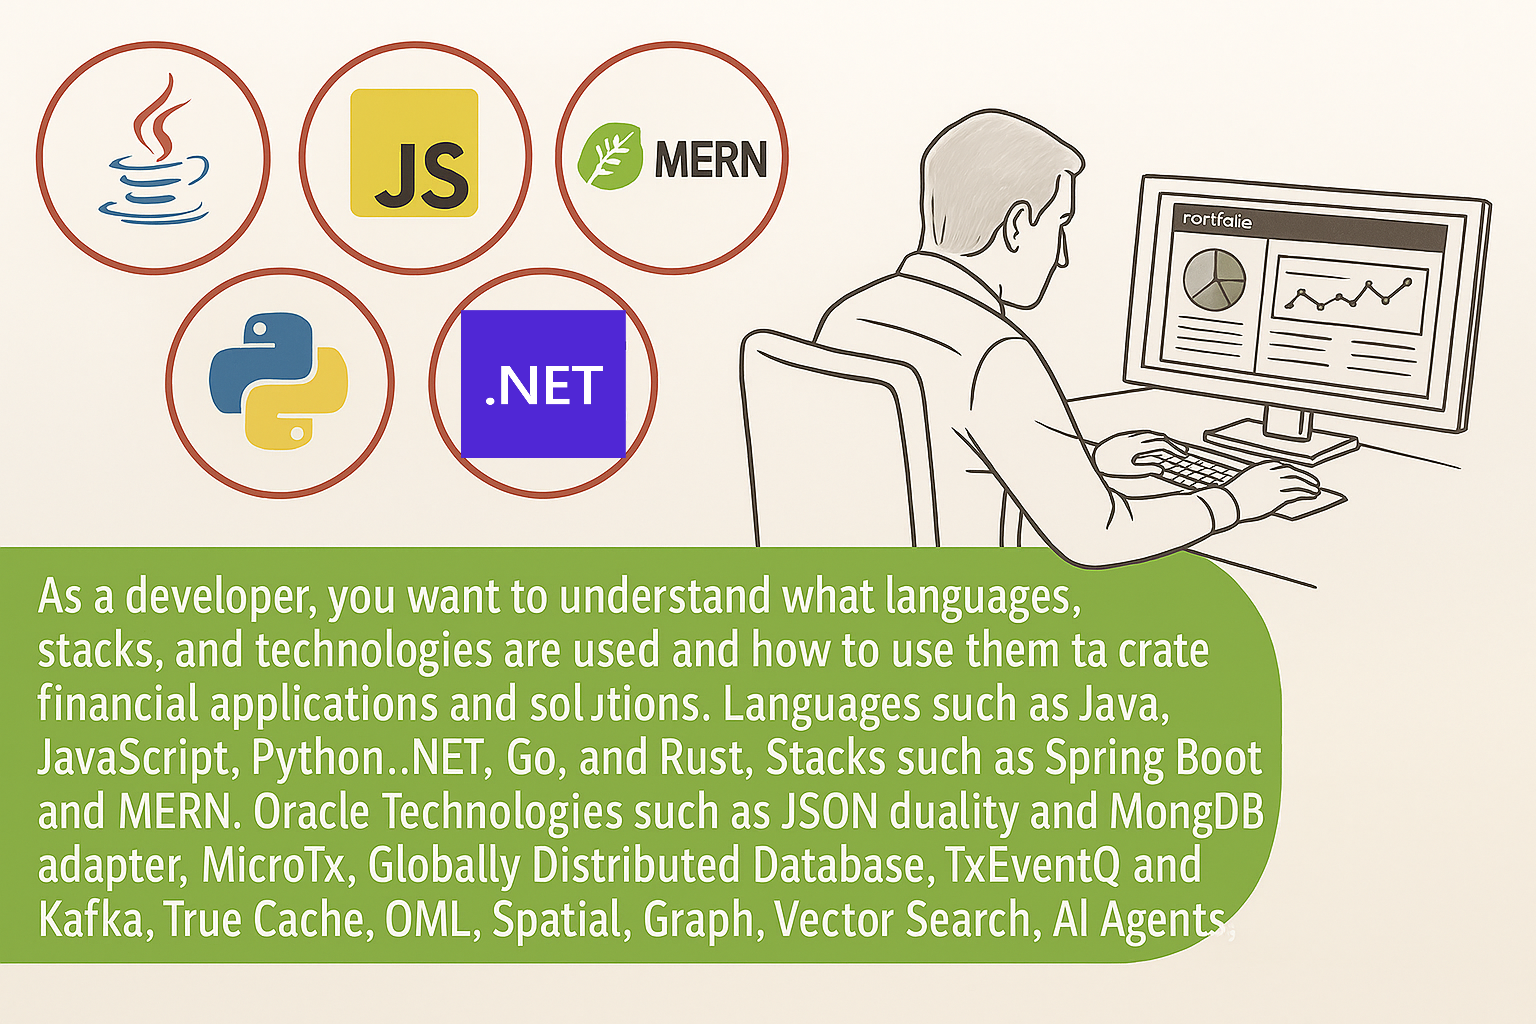 JS
MERN
.NET
rortfalie
As a developer, you want to understand what languages,
stacks, and technologies are used and how to use them ta crate
financial applications and solutions. Languages such as Java,
JavaScript, Python..NET, Go, and Rust, Stacks such as Spring Boot
and MERN. Oracle Technologies such as JSON duality and MongDB
adapter, MicroTx, Globally Distributed Database, TxEventQ and
Kafka, True Cache, OML, Spatial, Graph, Vector Search, Al Agents,